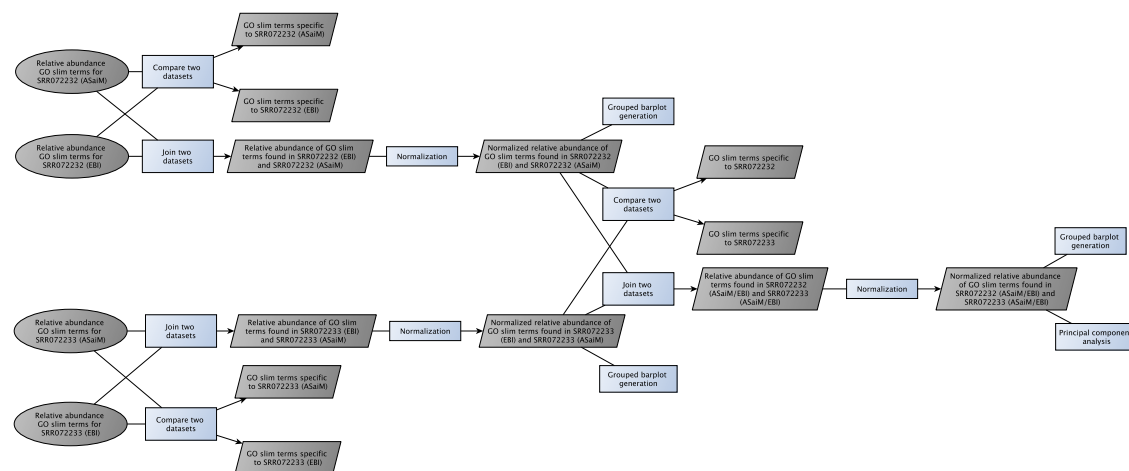 GO slim terms specific
to SRR072232 (ASaiM)
Relative abundance
GO slim terms for
SRR072232 (ASaiM)
Compare two
datasets
GO slim terms specific
to SRR072232 (EBI)
Grouped barplot
generation
Relative abundance
GO slim terms for
SRR072232 (EBI)
Join two
datasets
Relative abundance of GO slim
terms found in SRR072232 (EBI)
and SRR072232 (ASaiM)
Normalization
Normalized relative abundance of
GO slim terms found in SRR072232
(EBI) and SRR072232 (ASaiM)
GO slim terms specific
to SRR072232
Compare two
datasets
GO slim terms specific
to SRR072233
Grouped barplot
generation
Join two
datasets
Relative abundance of GO slim
terms found in SRR072232
(ASaiM/EBI) and SRR072233
(ASaiM/EBI)
Normalization
Normalized relative abundance
of GO slim terms found in
SRR072232 (ASaiM/EBI) and
SRR072233 (ASaiM/EBI)
Principal componen
analysis
Relative abundance
GO slim terms for
SRR072233 (ASaiM)
Join two
datasets
Relative abundance of GO slim
terms found in SRR072233 (EBI)
and SRR072233 (ASaiM)
Normalization
Normalized relative abundance of
GO slim terms found in SRR072233
(EBI) and SRR072233 (ASaiM)
Grouped barplot
generation
GO slim terms specific
to SRR072233 (ASaiM)
Relative abundance
GO slim terms for
SRR072233 (EBI)
Compare two
datasets
GO slim terms specific
to SRR072233 (EBI)